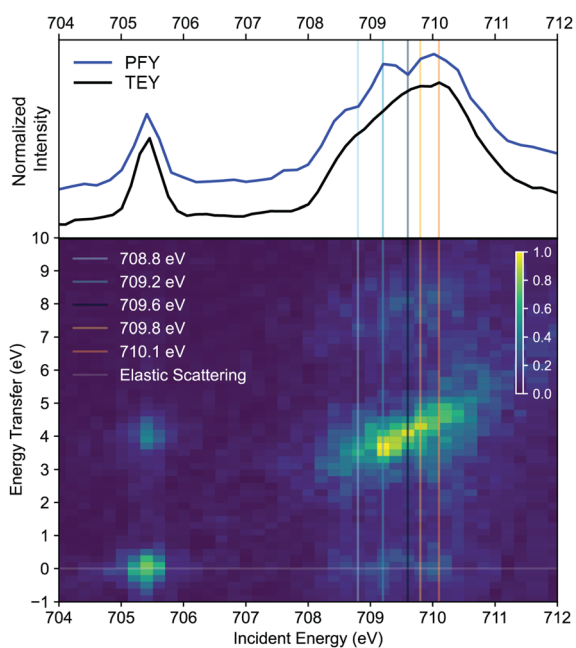 704 705 706 707 708 709 710 711 712
Normalized
Intensity
PFY
TEY
10
9
8
7
6
5
4
3
2
1
0
−1
Energy Transfer (eV)
708.8 eV
709.2 eV
709.6 eV
709.8 eV
710.1 eV
Elastic Scattering
1.0
0.8
0.6
0.4
0.2
0.0
704 705 706 707 708 709 710 711 712
Incident Energy (eV)